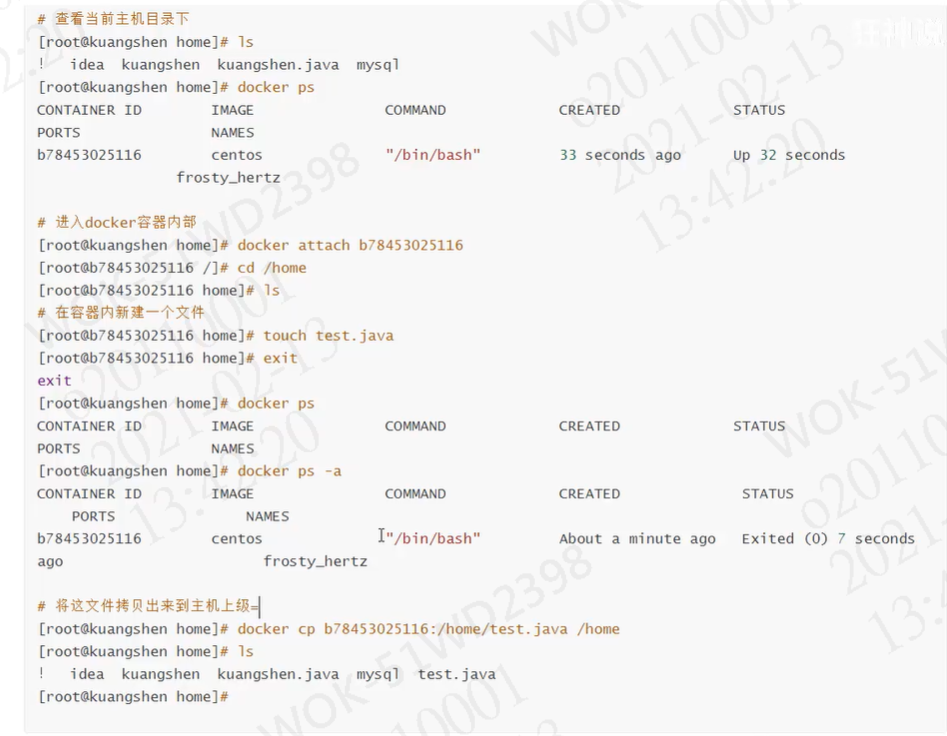 # 查看当前主机目录下
[root@kuangshen home]# ls
!   idea  kuangshen  kuangshen.java  mysql
[root@kuangshen home]# docker ps
CONTAINER ID        IMAGE               COMMAND             CREATED             STATUS
PORTS               NAMES
b78453025116        centos              "/bin/bash"         33 seconds ago      Up 32 seconds
                frosty_hertz
# 进入docker容器内部
[root@kuangshen home]# docker attach b78453025116
[root@b78453025116 /]# cd /home
[root@b78453025116 home]# ls
# 在容器内新建一个文件
[root@b78453025116 home]# touch test.java
[root@b78453025116 home]# exit
exit
[root@kuangshen home]# docker ps
CONTAINER ID        IMAGE               COMMAND             CREATED             STATUS
PORTS               NAMES
[root@kuangshen home]# docker ps -a
CONTAINER ID        IMAGE               COMMAND             CREATED              STATUS
    PORTS               NAMES
b78453025116        centos              "/bin/bash"         About a minute ago   Exited (0) 7 seconds
ago                       frosty_hertz
# 将这文件拷贝出来到主机上级=
[root@kuangshen home]# docker cp b78453025116:/home/test.java /home
[root@kuangshen home]# ls
!   idea  kuangshen  kuangshen.java  mysql  test.java
[root@kuangshen home]#
狂神说
WOK-51WD2398
o20110001
2021-02-13
13:42:20